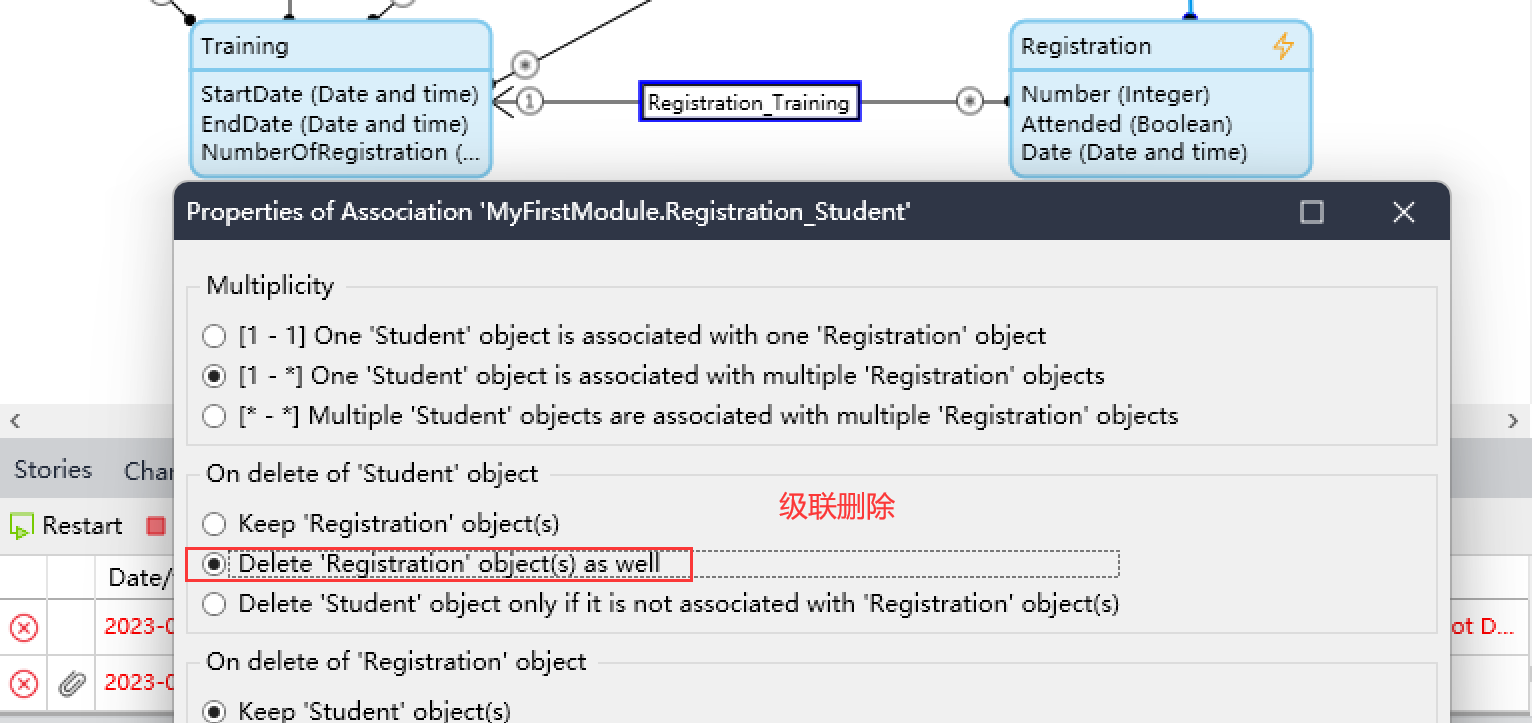 Training
StartDate (Date and time)
EndDate (Date and time)
NumberOfRegistration (...
1
Registration_Training
Registration
Number (Integer)
Attended (Boolean)
Date (Date and time)
Properties of Association 'MyFirstModule.Registration_Student'
Multiplicity
[1 - 1] One 'Student' object is associated with one 'Registration' object
[1 - *] One 'Student' object is associated with multiple 'Registration' objects
[* - *] Multiple 'Student' objects are associated with multiple 'Registration' objects
On delete of 'Student' object
级联删除
Keep 'Registration' object(s)
Delete 'Registration' object(s) as well
Delete 'Student' object only if it is not associated with 'Registration' object(s)
On delete of 'Registration' object
Keep 'Student' object(s)
Stories
Restart
Date/
2023-0
ot D...
2023-0